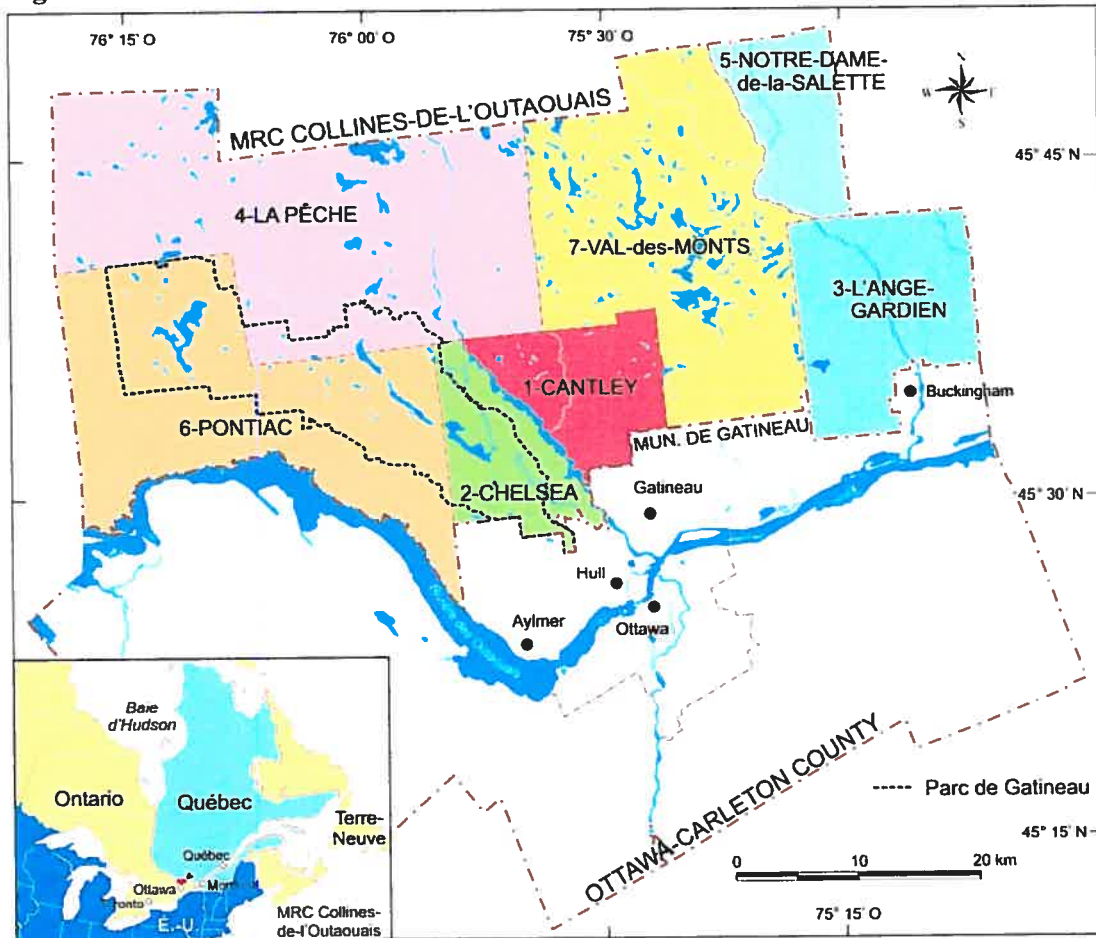 76° 15' O
76° 00' O
75° 30' O
5-NOTRE-DAME-
de-la-SALETTE
N
W
E
S
MRC COLLINES-DE-L'OUTAOUAIS
45° 45' N
4-LA PÊCHE
7-VAL-des-MONTS
3-L'ANGE-
GARDIEN
1-CANTLEY
Buckingham
6-PONTIAC
MUN. DE GATINEAU
2-CHELSEA
Gatineau
45° 30' N
Hull
Aylmer
Ottawa
Baie
d'Hudson
Ontario
Québec
Terre-
Neuve
Québec
Ottawa
Montréal
É.-U.
MRC Collines-
de-l'Outaouais
OTTAWA-CARLETON COUNTY
Parc de Gatineau
45° 15' N
0
10
20 km
75° 15' O